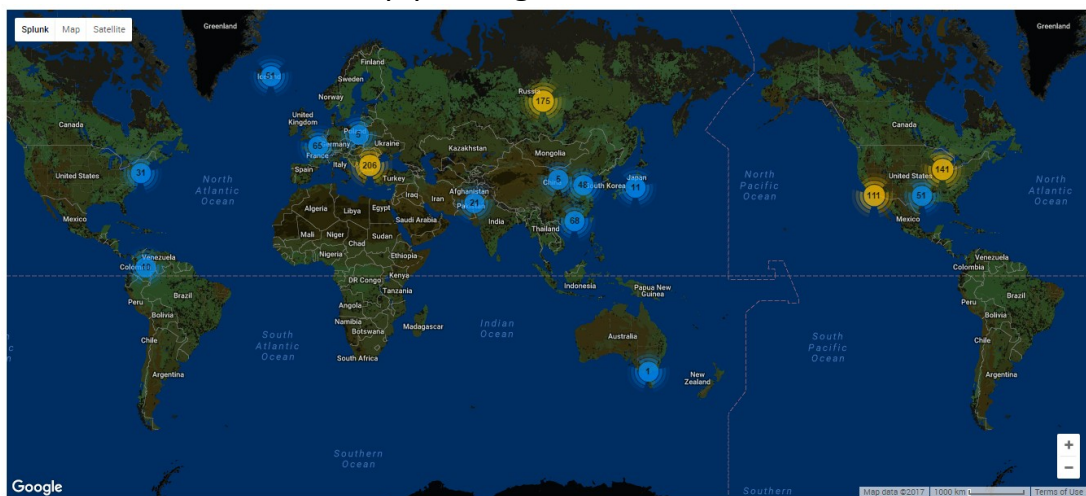 Splunk Map Satellite
Greenland
Greenland
Finland
Sweden
Norway
Russia
175
United
Kingdom
Canada
Canada
5
65
Germany
Ukraine
France
206
Kazakhstan
Mongolia
Spain
Italy
Turkey
31
United States
North
Atlantic
Ocean
Afghanistan
21
Iraq
Iran
5
48
South Korea
Japan
11
North
Pacific
Ocean
141
United States
111
51
North
Atlantic
Ocean
Mexico
Mexico
Algeria
Libya
Egypt
Saudi Arabia
India
68
Thailand
Mali
Niger
Chad
Sudan
Nigeria
Ethiopia
Venezuela
10
Venezuela
Colombia
DR Congo
Kenya
Tanzania
Indonesia
Papua New
Guinea
Peru
Brazil
Bolivia
Peru
Brazil
Bolivia
Angola
Namibia
Botswana
Madagascar
Indian
Ocean
Australia
Chile
South
Atlantic
Ocean
South Africa
South
Pacific
Ocean
Chile
Argentina
1
New
Zealand
Argentina
Southern
Ocean
Southern
+
−
Google
Map data ©2017 1000 km Terms of Use